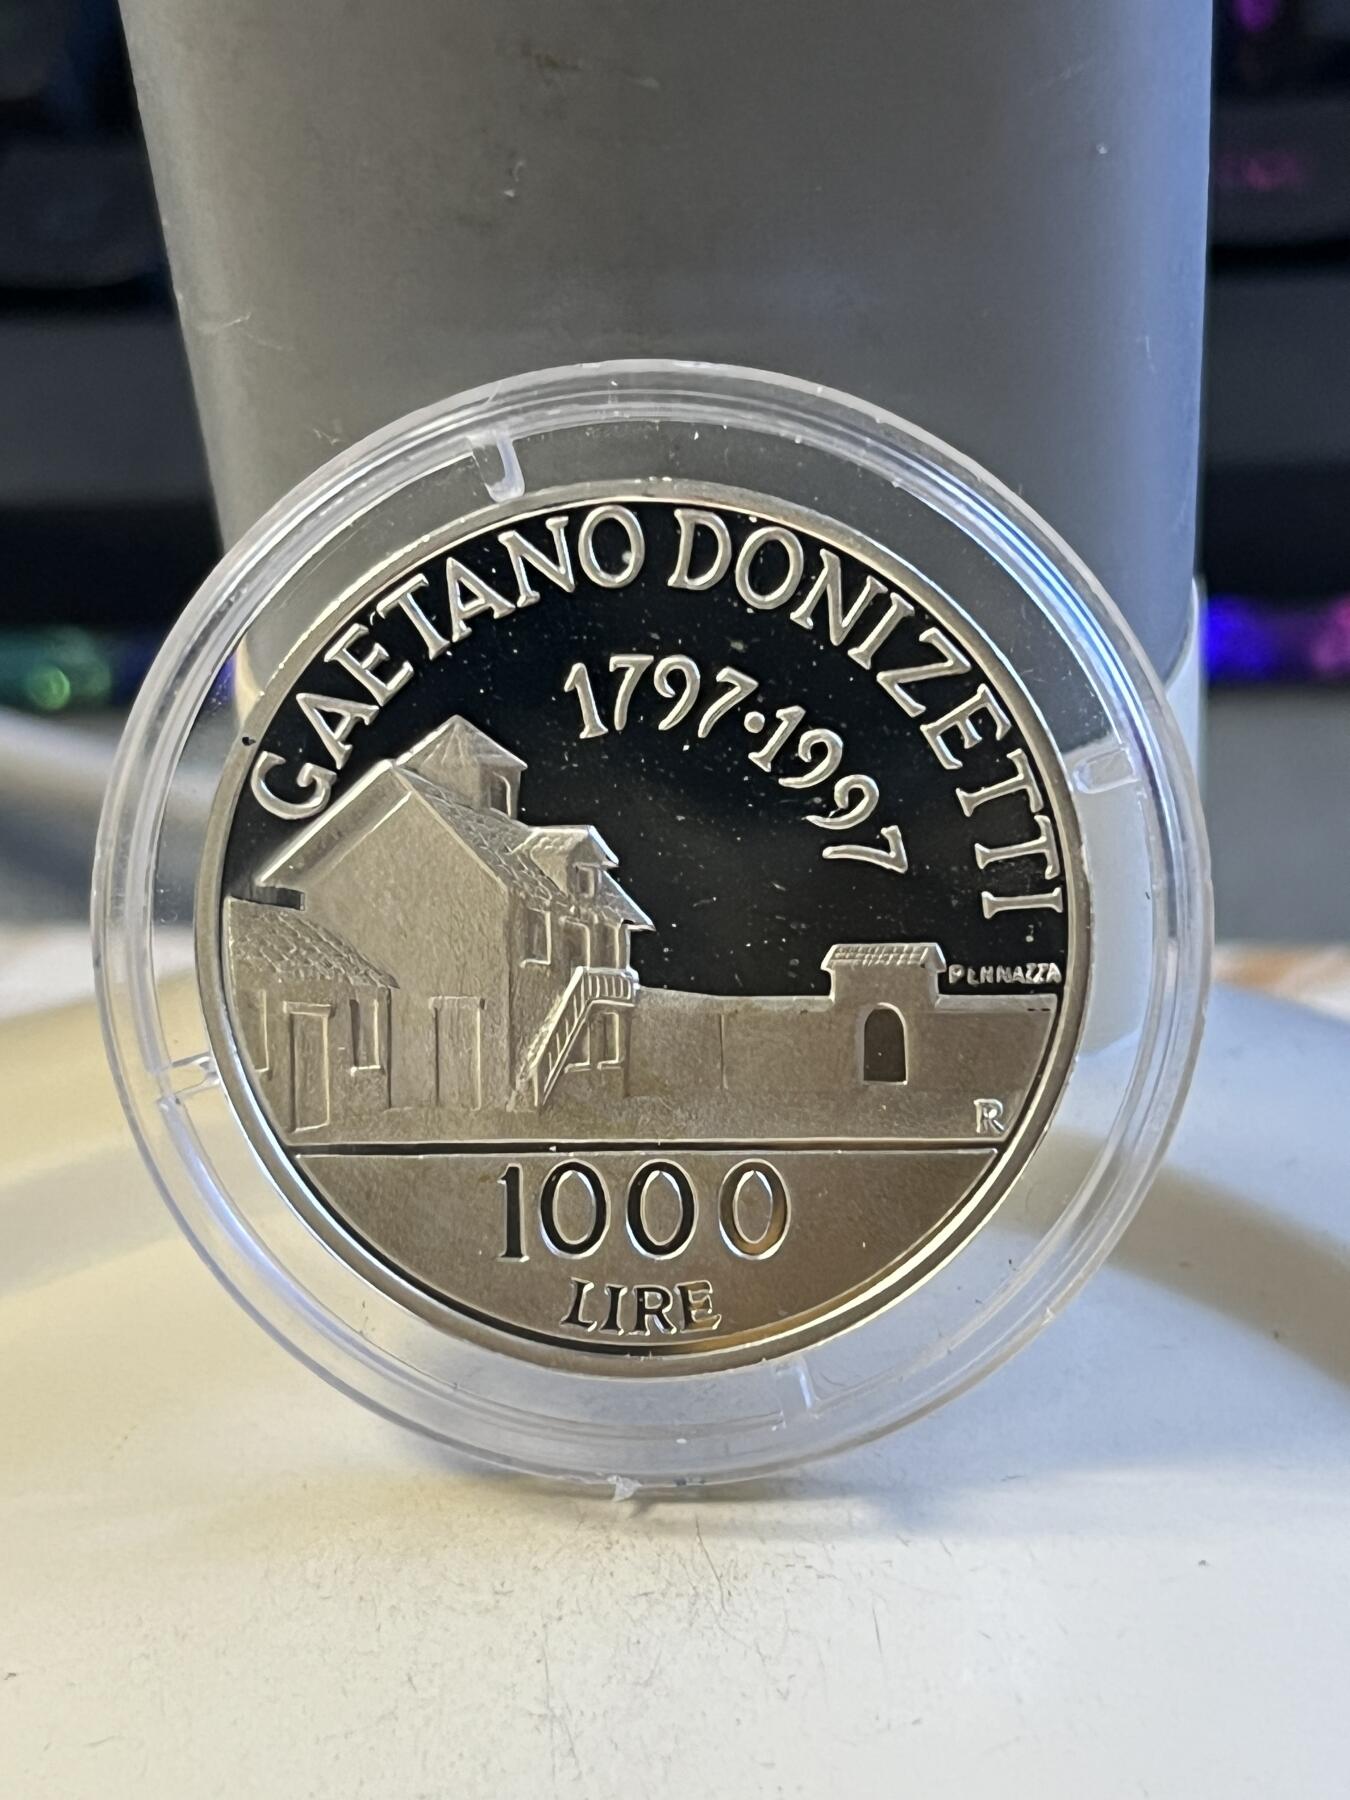 GAETANO DONIZETTI
1797·1997
PENNAZZA
R
1000
LIRE